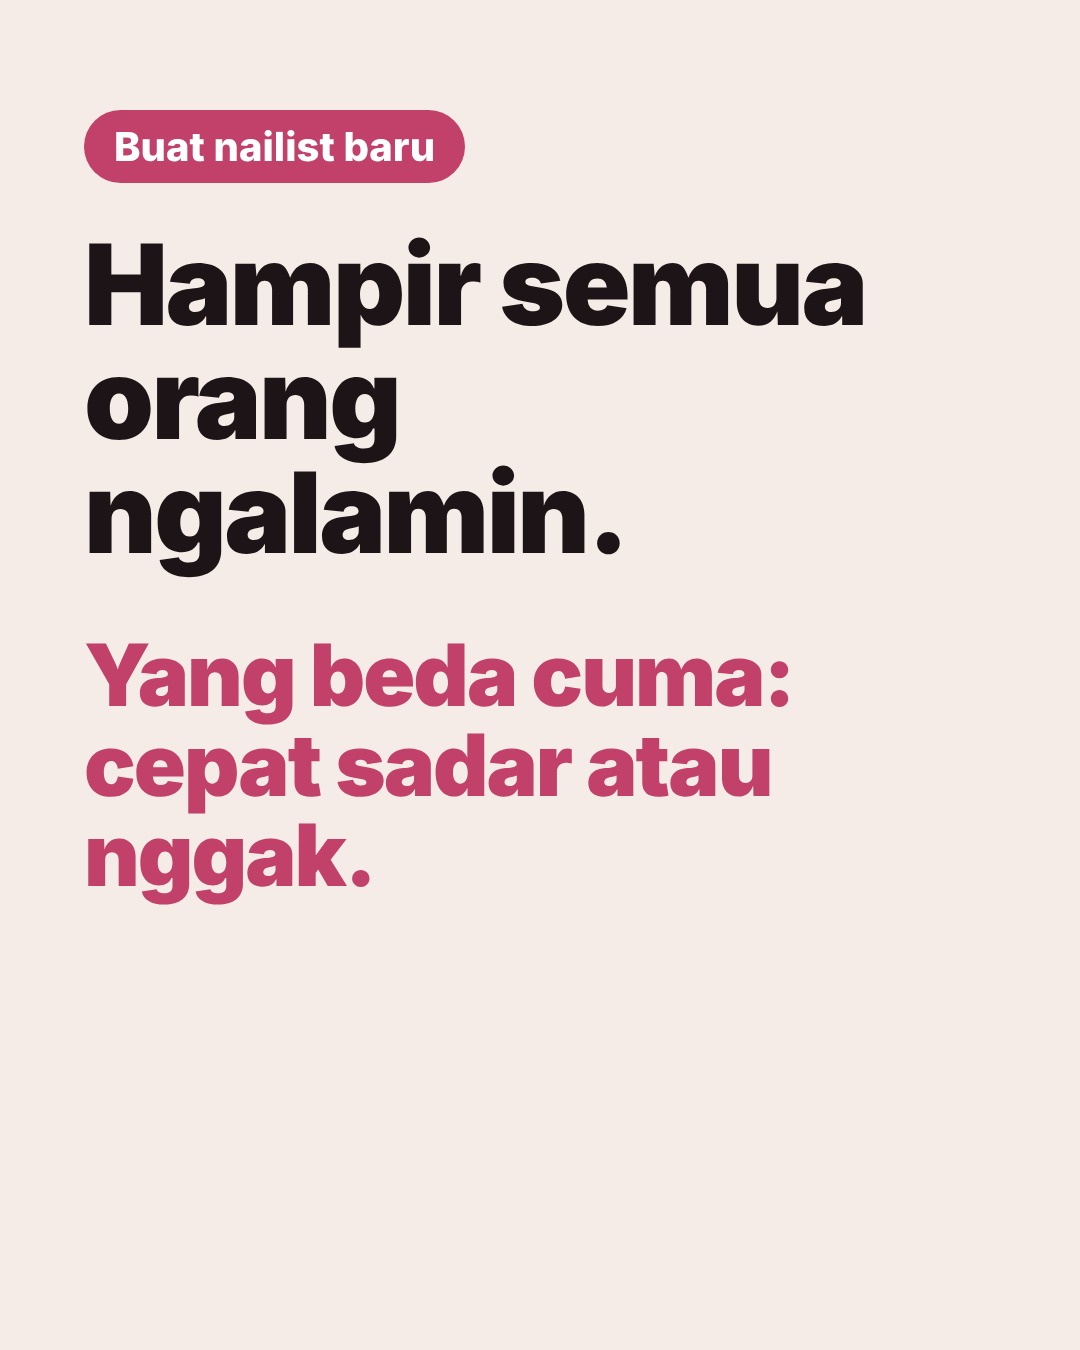 Buat nailist baru
Hampir semua
orang
ngalamin.
Yang beda cuma:
cepat sadar atau
nggak.